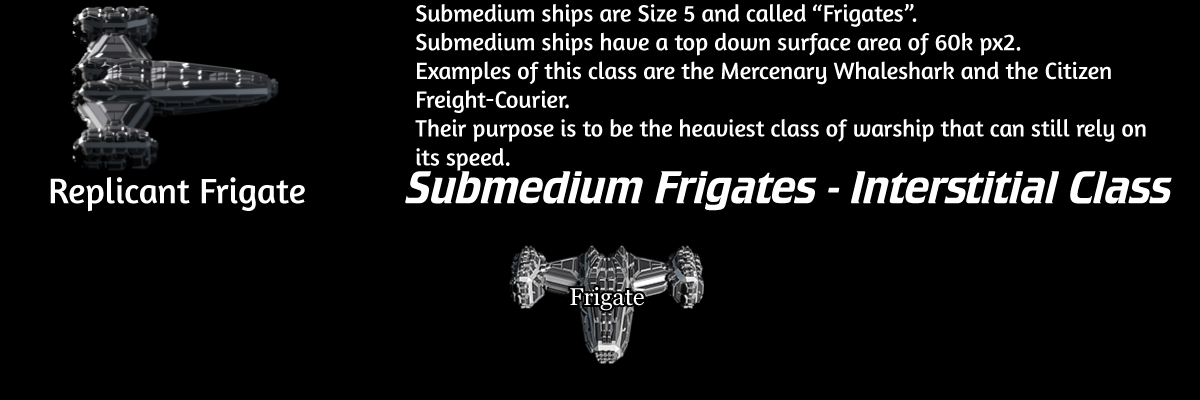 Submedium ships are Size 5 and called “Frigates”.
Submedium ships have a top down surface area of 60k px2.
Examples of this class are the Mercenary Whaleshark and the Citizen
Freight-Courier.
Their purpose is to be the heaviest class of warship that can still rely on
its speed.
Replicant Frigate
Submedium Frigates - Interstitial Class
Frigate